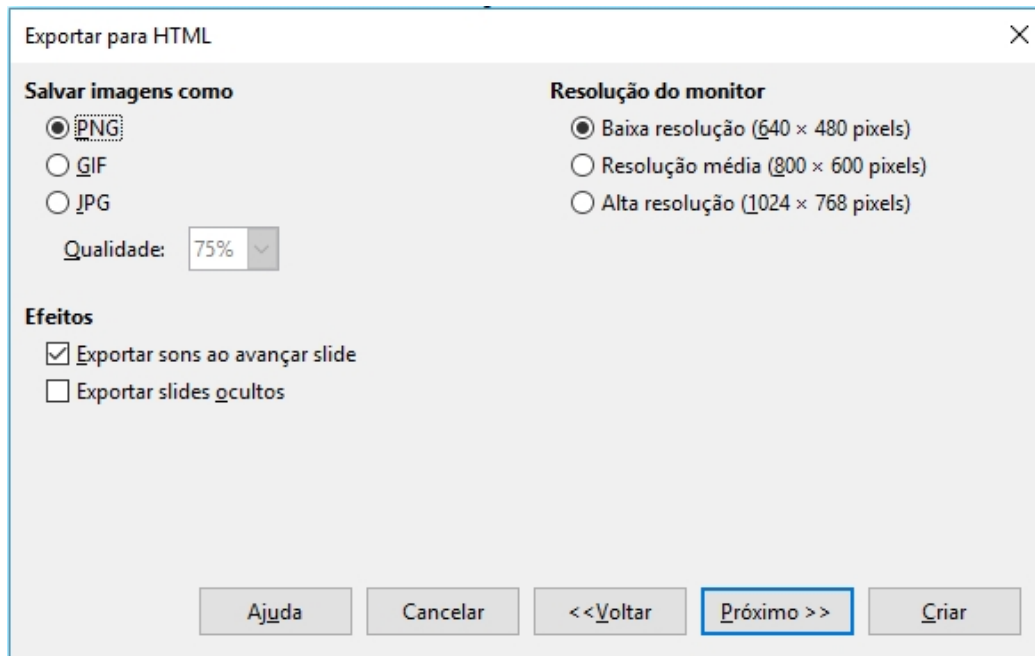 Exportar para HTML
Salvar imagens como
PNG
GIF
JPG
Qualidade: 75%
Resolução do monitor
Baixa resolução (640 × 480 pixels)
Resolução média (800 × 600 pixels)
Alta resolução (1024 × 768 pixels)
Efeitos
Exportar sons ao avançar slide
Exportar slides ocultos
Ajuda Cancelar <<Voltar Próximo >> Criar